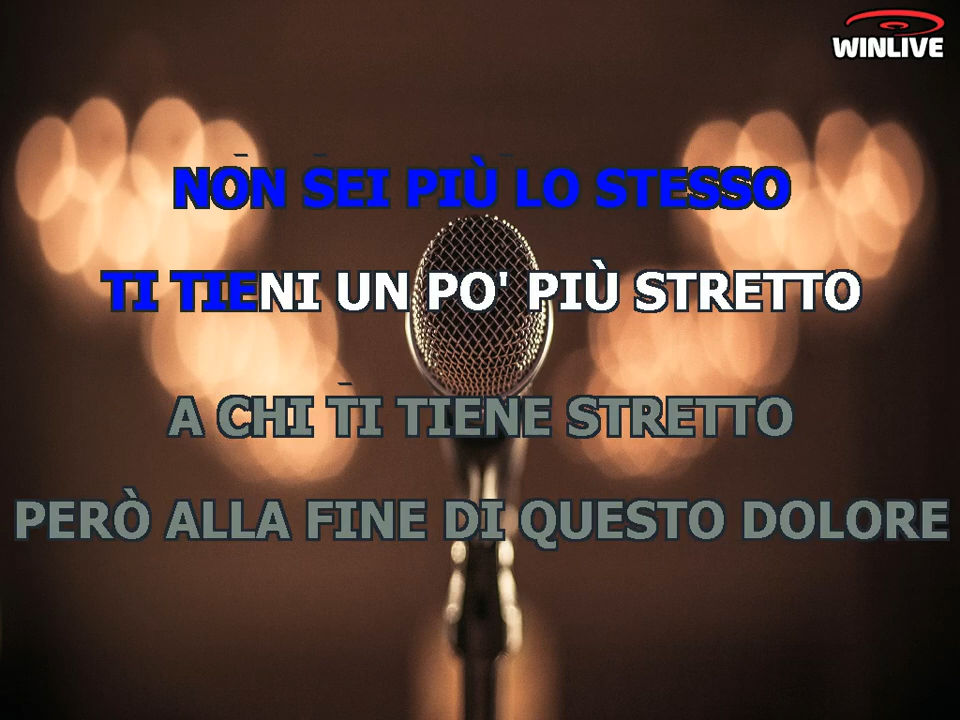 WINLIVE
NON SEI PIÙ LO STESSO
TI TIENI UN PO' PIÙ STRETTO
A CHI TI TIENE STRETTO
PERÒ ALLA FINE DI QUESTO DOLORE